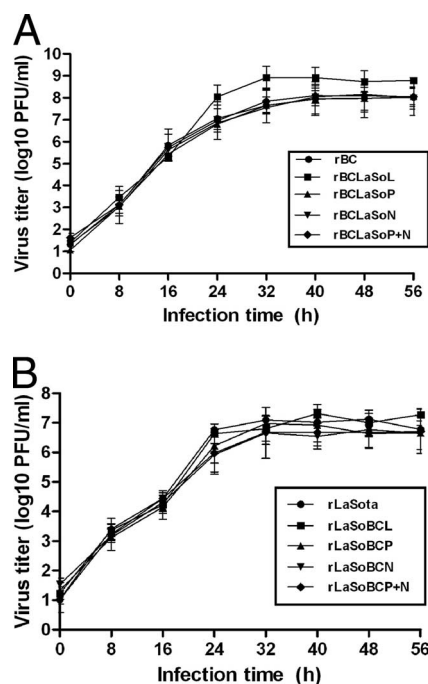 A
Virus titer (log10 PFU/ml)
10
9
8
7
6
5
4
3
2
1
0
0 8 16 24 32 40 48 56
Infection time (h)
rBC
rBCLaSoL
rBCLaSoP
rBCLaSoN
rBCLaSoP+N
B
Virus titer (log10 PFU/ml)
8
7
6
5
4
3
2
1
0
0 8 16 24 32 40 48 56
Infection time (h)
rLaSota
rLaSoBCL
rLaSoBCP
rLaSoBCN
rLaSoBCP+N